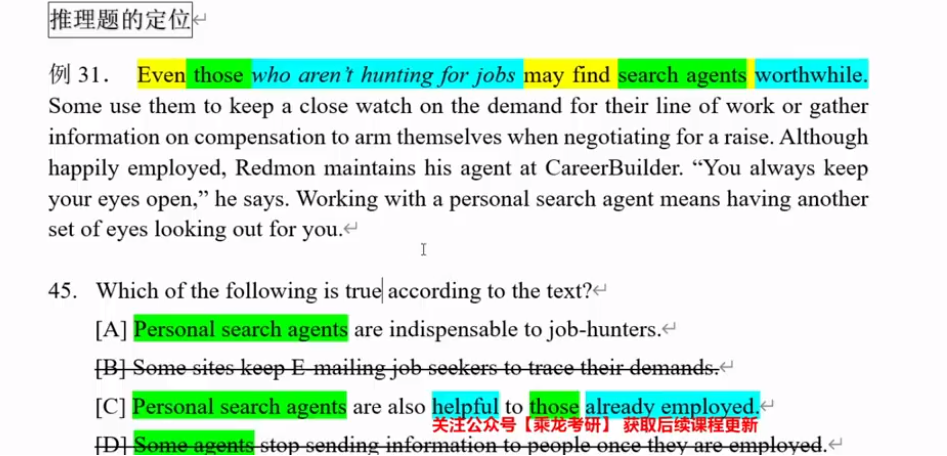 推理题的定位
例 31. Even those who aren't hunting for jobs may find search agents worthwhile.
Some use them to keep a close watch on the demand for their line of work or gather
information on compensation to arm themselves when negotiating for a raise. Although
happily employed, Redmon maintains his agent at CareerBuilder. “You always keep
your eyes open,” he says. Working with a personal search agent means having another
set of eyes looking out for you.
45. Which of the following is true according to the text?
[A] Personal search agents are indispensable to job-hunters.
[B] Some sites keep E-mailing job seekers to trace their demands.
[C] Personal search agents are also helpful to those already employed.
关注公众号【乘龙考研】 获取后续课程更新
[D] Some agents stop sending information to people once they are employed.